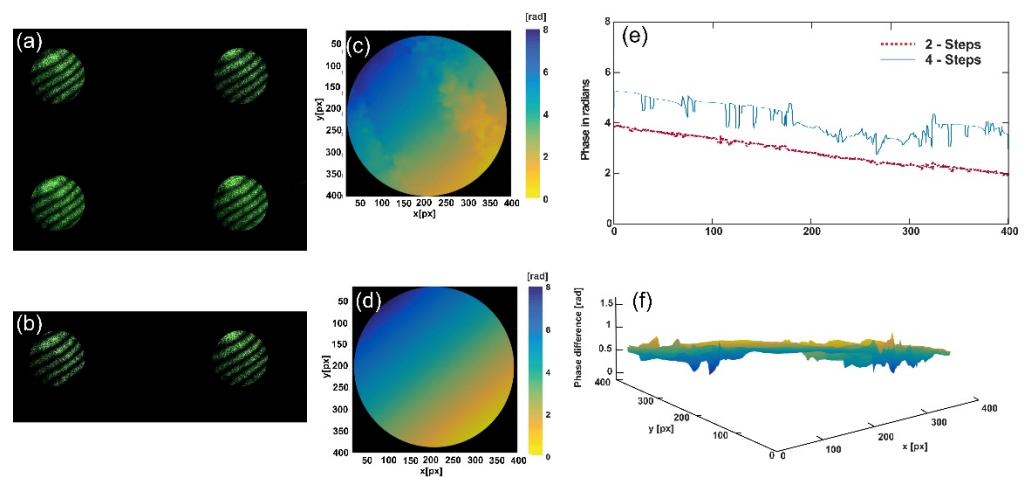 (a)
(b)
(c)
[rad]
8
6
4
2
0
50
100
150
200
250
300
350
400
y[px]
50 100 150 200 250 300 350 400
x[px]
(d)
[rad]
8
6
4
2
0
50
100
150
200
250
300
350
400
y[px]
50 100 150 200 250 300 350 400
x[px]
(e)
2 - Steps
4 - Steps
Phase in radians
8
6
4
2
0
0 100 200 300 400
(f)
Phase difference [rad]
1.5
1
0.5
0
400
300
200
100
0
y [px]
0
100
200
300
400
x [px]